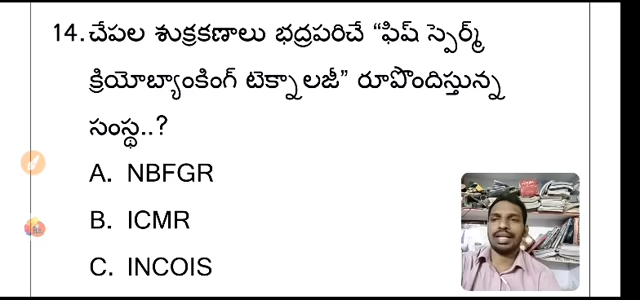 14.చేపల శుక్రకణాలు భద్రపరిచే “ఫిష్ స్పెర్మ్
క్రియోబ్యాంకింగ్ టెక్నాలజీ” రూపొందిస్తున్న
సంస్థ..?
A. NBFGR
B. ICMR
C. INCOIS